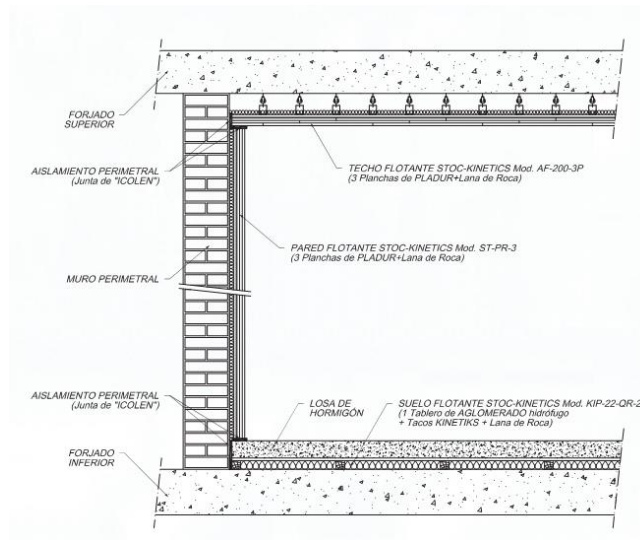 FORJADO
SUPERIOR
AISLAMIENTO PERIMETRAL
(Junta de "ICOLEN")
TECHO FLOTANTE STOC-KINETICS Mod. AF-200-3P
(3 Planchas de PLADUR+Lana de Roca)
PARED FLOTANTE STOC-KINETICS Mod. ST-PR-3
(3 Planchas de PLADUR+Lana de Roca)
MURO PERIMETRAL
AISLAMIENTO PERIMETRAL
(Junta de "ICOLEN")
LOSA DE
HORMIGÓN
SUELO FLOTANTE STOC-KINETICS Mod. KIP-22-QR-2
(1 Tablero de AGLOMERADO hidrófugo
+ Tacos KINETIKS + Lana de Roca)
FORJADO
INFERIOR